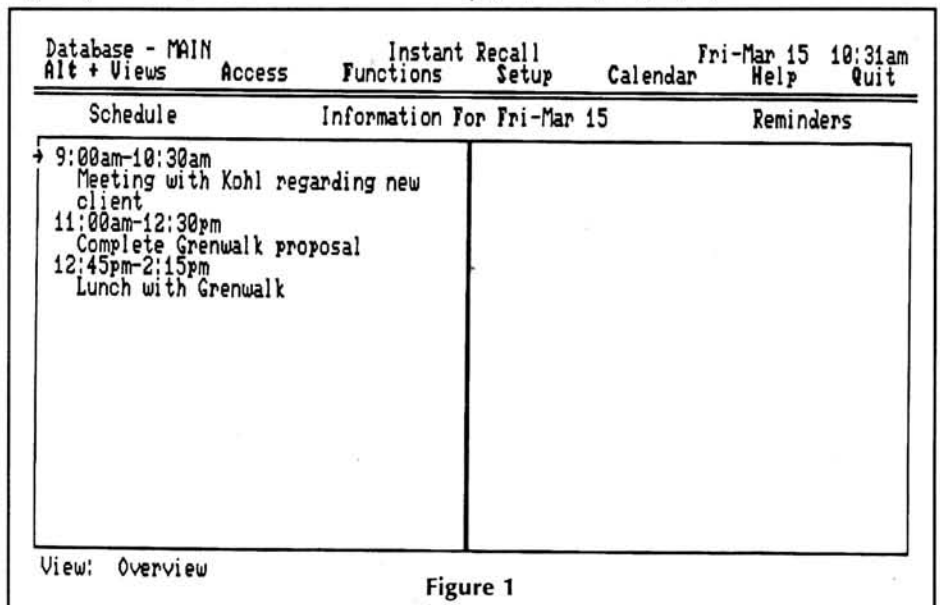 Database - MAIN Instant Recall Fri-Mar 15 10:31am
Alt + Views Access Functions Setup Calendar Help Quit
Schedule Information For Fri-Mar 15 Reminders
→ 9:00am-10:30am
Meeting with Kohl regarding new
client
11:00am-12:30pm
Complete Grenwalk proposal
12:45pm-2:15pm
Lunch with Grenwalk
View: Overview
Figure 1